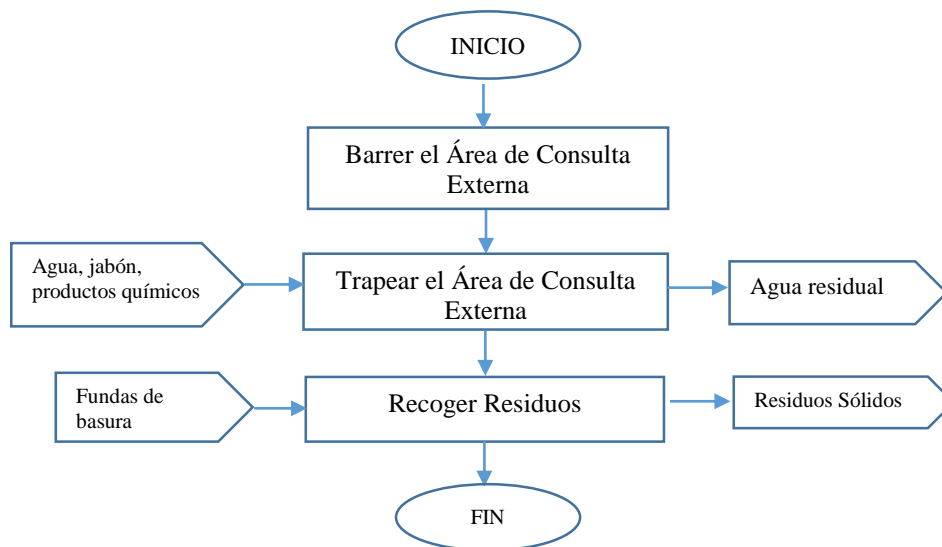 INICIO
Barrer el Área de Consulta
Externa
Agua, jabón,
productos químicos
Trapear el Área de Consulta
Externa
Agua residual
Fundas de
basura
Recoger Residuos
Residuos Sólidos
FIN